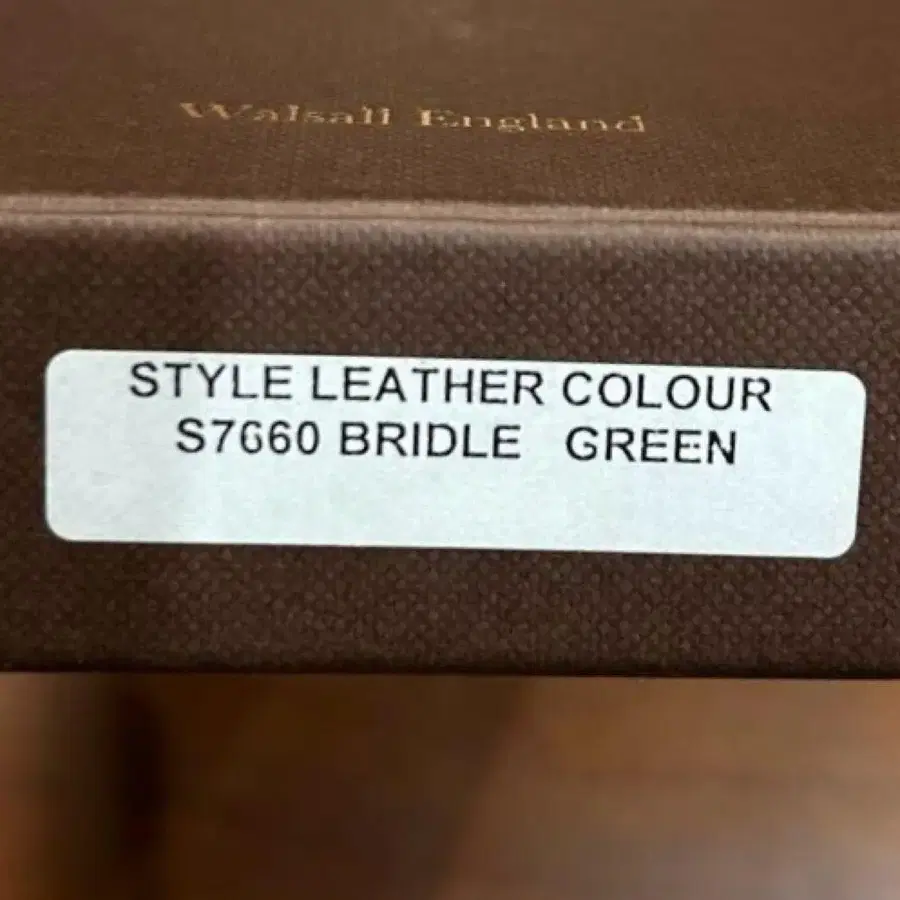 Walsall England
STYLE LEATHER COLOUR
S7660 BRIDLE GREEN